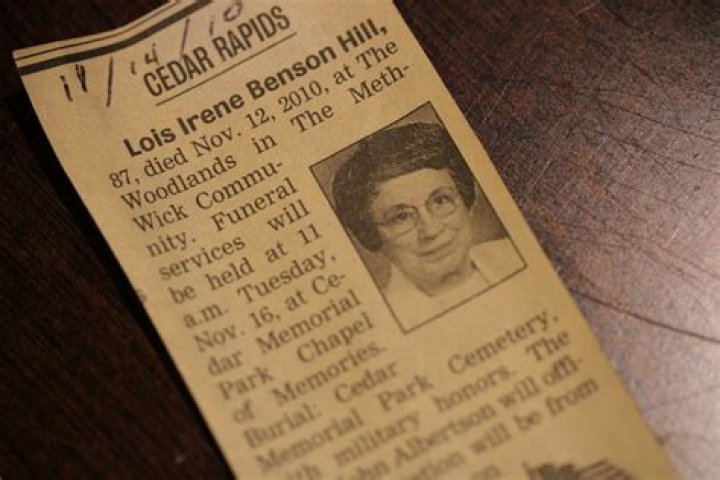 11/14/10
CEDAR RAPIDS
Lois Irene Benson Hill,
87, died Nov. 12, 2010, at The
Woodlands in The Meth-
Wick Commu-
nity. Funeral
services will
be held at 11
a.m. Tuesday,
Nov. 16, at Ce-
dar Memorial
Park Chapel
of Memories.
Burial: Cedar
Memorial Park Cemetery,
with military honors. The
John Albertson will offi-
will be from